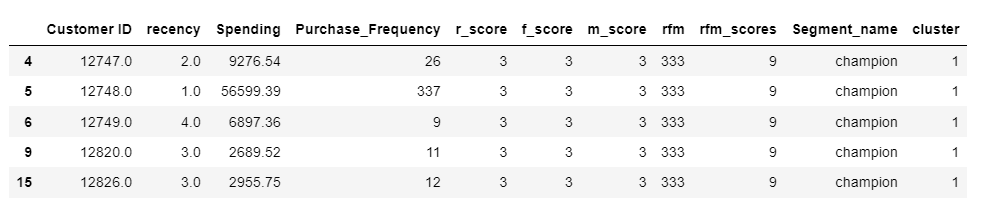 Customer ID recency Spending Purchase_Frequency r_score f_score m_score rfm rfm_scores Segment_name cluster
4 12747.0 2.0 9276.54 26 3 3 3 333 9 champion 1
5 12748.0 1.0 56599.39 337 3 3 3 333 9 champion 1
6 12749.0 4.0 6897.36 9 3 3 3 333 9 champion 1
9 12820.0 3.0 2689.52 11 3 3 3 333 9 champion 1
15 12826.0 3.0 2955.75 12 3 3 3 333 9 champion 1